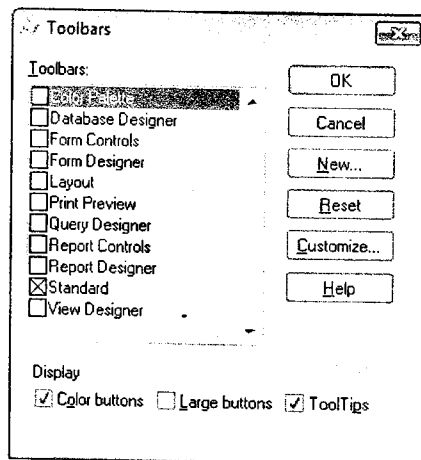 Toolbars
Toolbars:
Color Palette
Database Designer
Form Controls
Form Designer
Layout
Print Preview
Query Designer
Report Controls
Report Designer
Standard
View Designer
OK
Cancel
New...
Reset
Customize...
Help
Display
Color buttons
Large buttons
ToolTips